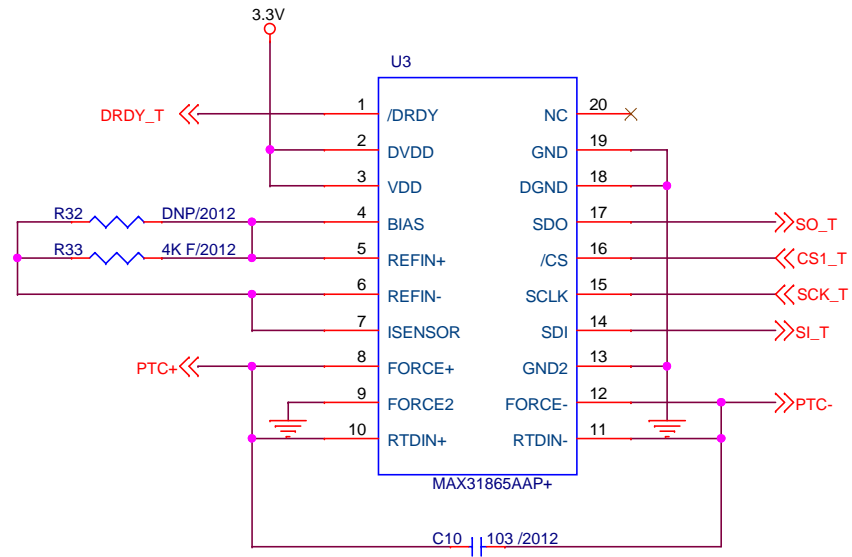 3.3V
U3
DRDY_T
1 /DRDY
2 DVDD
3 VDD
R32 DNP/2012
4 BIAS
R33 4K F/2012
5 REFIN+
6 REFIN-
7 ISENSOR
PTC+
8 FORCE+
9 FORCE2
10 RTDIN+
NC 20
GND 19
DGND 18
SDO 17 SO_T
/CS 16 CS1_T
SCLK 15 SCK_T
SDI 14 SI_T
GND2 13
FORCE- 12 PTC-
RTDIN- 11
MAX31865AAP+
C10 103 /2012